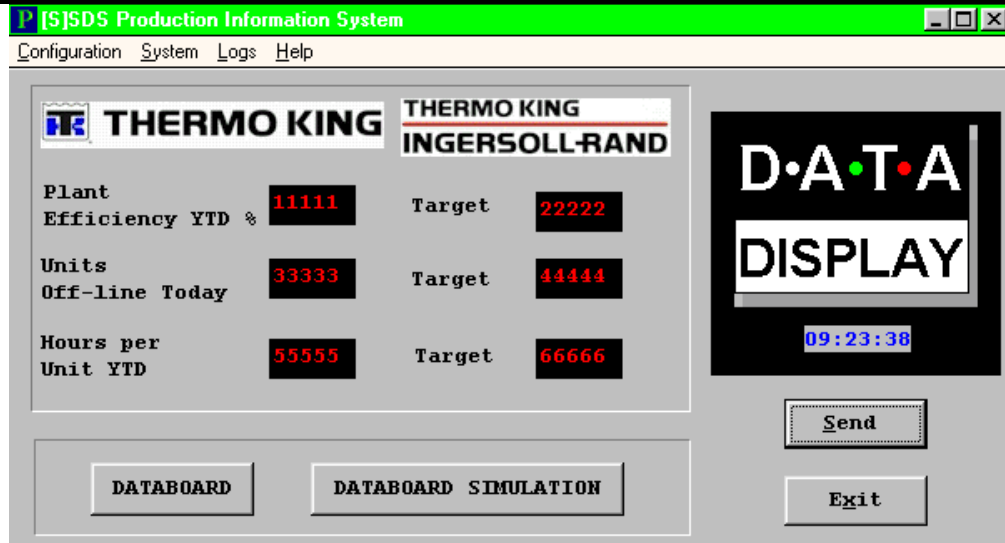 P [S]SDS Production Information System
Configuration System Logs Help
TK THERMO KING
THERMO KING
INGERSOLL-RAND
Plant
Efficiency YTD %
11111
Target
22222
Units
Off-line Today
33333
Target
44444
Hours per
Unit YTD
55555
Target
66666
D•A•T•A
DISPLAY
09:23:38
Send
Exit
DATABOARD
DATABOARD SIMULATION